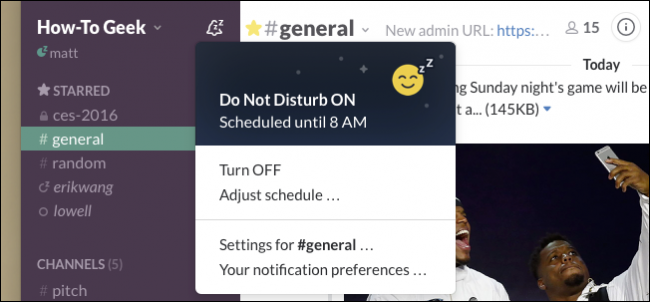 How-To Geek
matt
STARRED
ces-2016
# general
# random
erikwang
lowell
CHANNELS (5)
# pitch
z z
Do Not Disturb ON
Scheduled until 8 AM
Turn OFF
Adjust schedule …
Settings for #general …
Your notification preferences …
#general
New admin URL: https:…
15
Today
ng Sunday night's game will be
t a... (145KB)